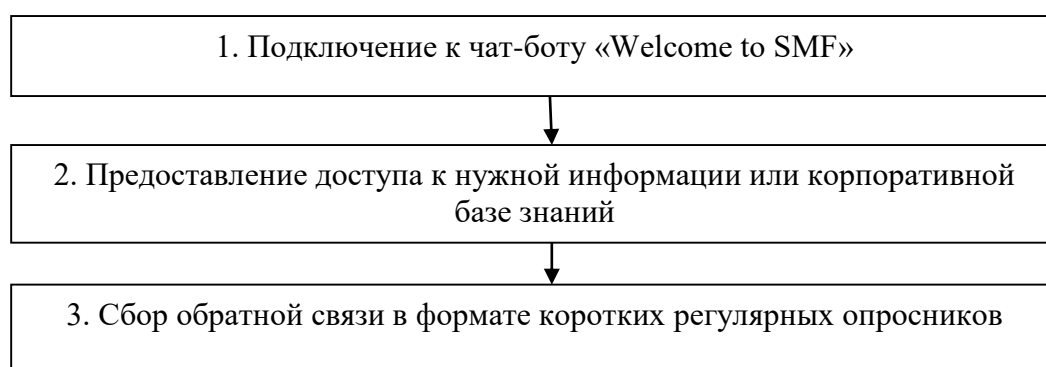 1. Подключение к чат-боту «Welcome to SMF»
2. Предоставление доступа к нужной информации или корпоративной
базе знаний
3. Сбор обратной связи в формате коротких регулярных опросников